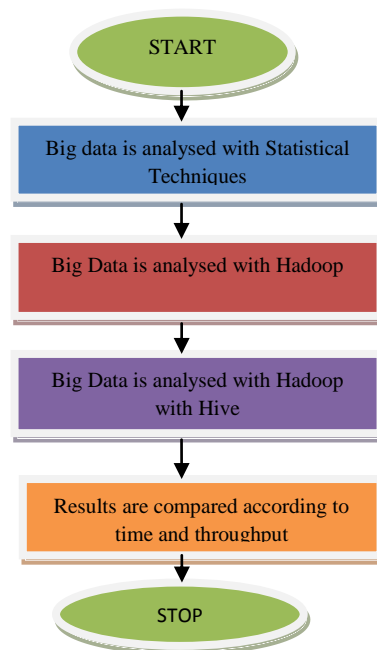 START
Big data is analysed with Statistical
Techniques
Big Data is analysed with Hadoop
Big Data is analysed with Hadoop
with Hive
Results are compared according to
time and throughput
STOP